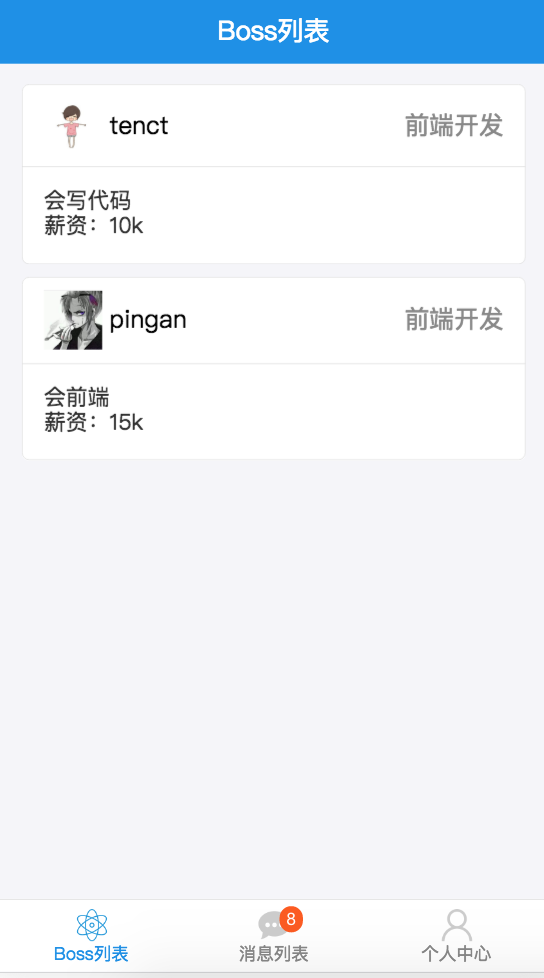 Boss列表
tenct 前端开发
会写代码
薪资：10k
pingan 前端开发
会前端
薪资：15k
8
Boss列表 消息列表 个人中心